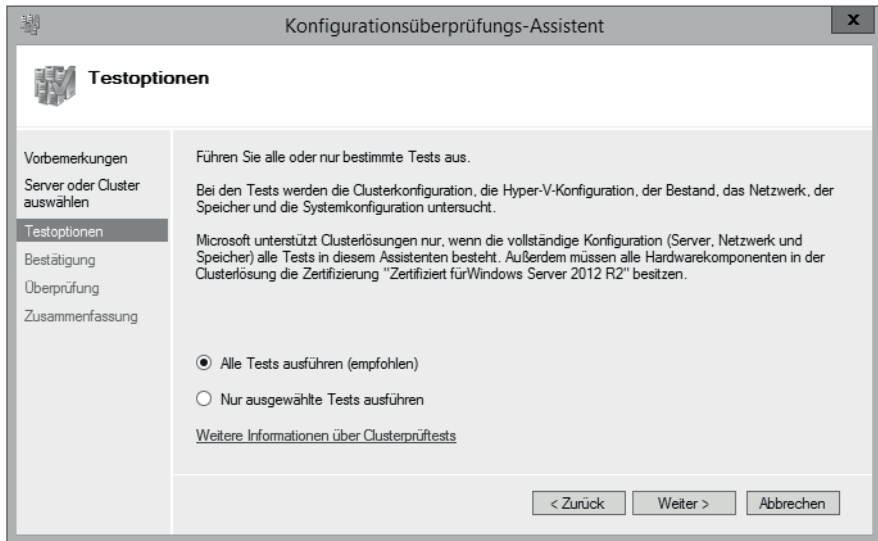 Konfigurationsüberprüfungs-Assistent
x
Testoptionen
Vorbemerkungen
Server oder Cluster
auswählen
Testoptionen
Bestätigung
Überprüfung
Zusammenfassung
Führen Sie alle oder nur bestimmte Tests aus.
Bei den Tests werden die Clusterkonfiguration, die Hyper-V-Konfiguration, der Bestand, das Netzwerk, der
Speicher und die Systemkonfiguration untersucht.
Microsoft unterstützt Clusterlösungen nur, wenn die vollständige Konfiguration (Server, Netzwerk und
Speicher) alle Tests in diesem Assistenten besteht. Außerdem müssen alle Hardwarekomponenten in der
Clusterlösung die Zertifizierung "Zertifiziert fürWindows Server 2012 R2" besitzen.
Alle Tests ausführen (empfohlen)
Nur ausgewählte Tests ausführen
Weitere Informationen über Clusterprüftests
< Zurück
Weiter >
Abbrechen